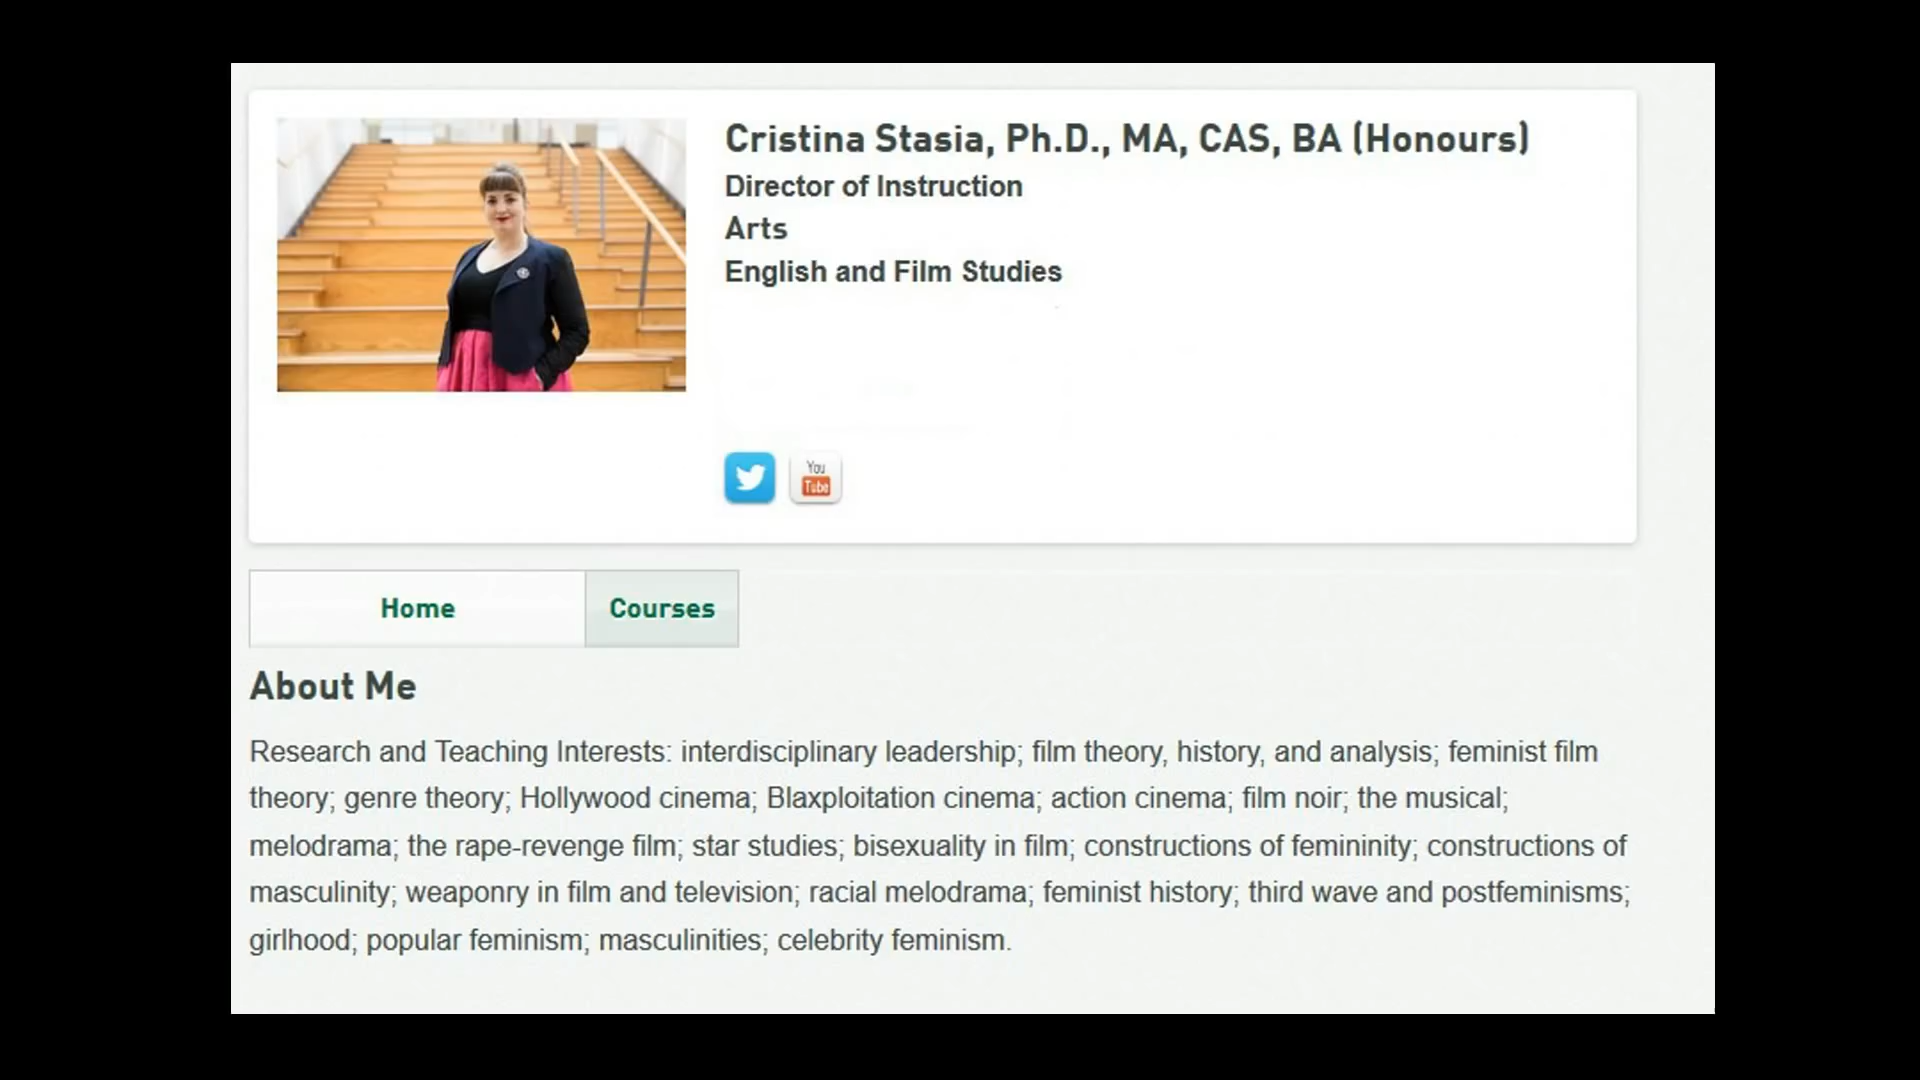 Cristina Stasia, Ph.D., MA, CAS, BA (Honours)
Director of Instruction
Arts
English and Film Studies
You
Tube
Home
Courses
About Me
Research and Teaching Interests: interdisciplinary leadership; film theory, history, and analysis; feminist film
theory; genre theory; Hollywood cinema; Blaxploitation cinema; action cinema; film noir; the musical;
melodrama; the rape-revenge film; star studies; bisexuality in film; constructions of femininity; constructions of
masculinity; weaponry in film and television; racial melodrama; feminist history; third wave and postfeminisms;
girlhood; popular feminism; masculinities; celebrity feminism.